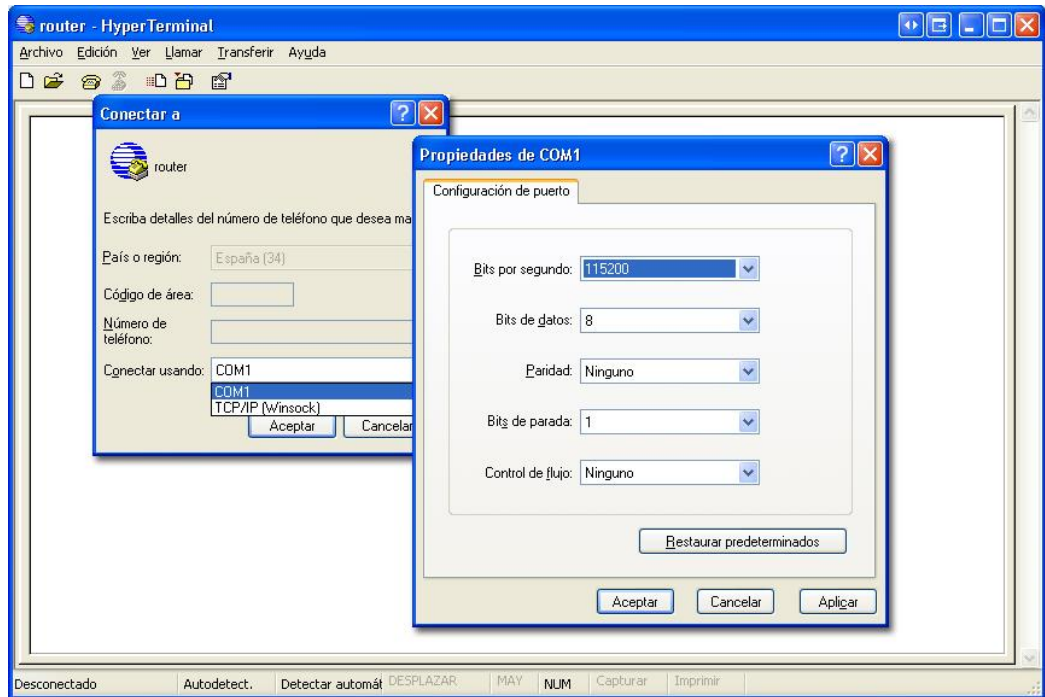 router - HyperTerminal
Archivo Edición Ver Llamar Transferir Ayuda
Conectar a
router
Escriba detalles del número de teléfono que desea ma
País o región: España (34)
Código de área:
Número de
teléfono:
Conectar usando: COM1
COM1
TCP/IP (Winsock)
Aceptar Cancelar
Propiedades de COM1
Configuración de puerto
Bits por segundo: 115200
Bits de datos: 8
Paridad: Ninguno
Bits de parada: 1
Control de flujo: Ninguno
Restaurar predeterminados
Aceptar Cancelar Aplicar
Desconectado Autodetect. Detectar automát DESPLAZAR MAY NUM Capturar Imprimir